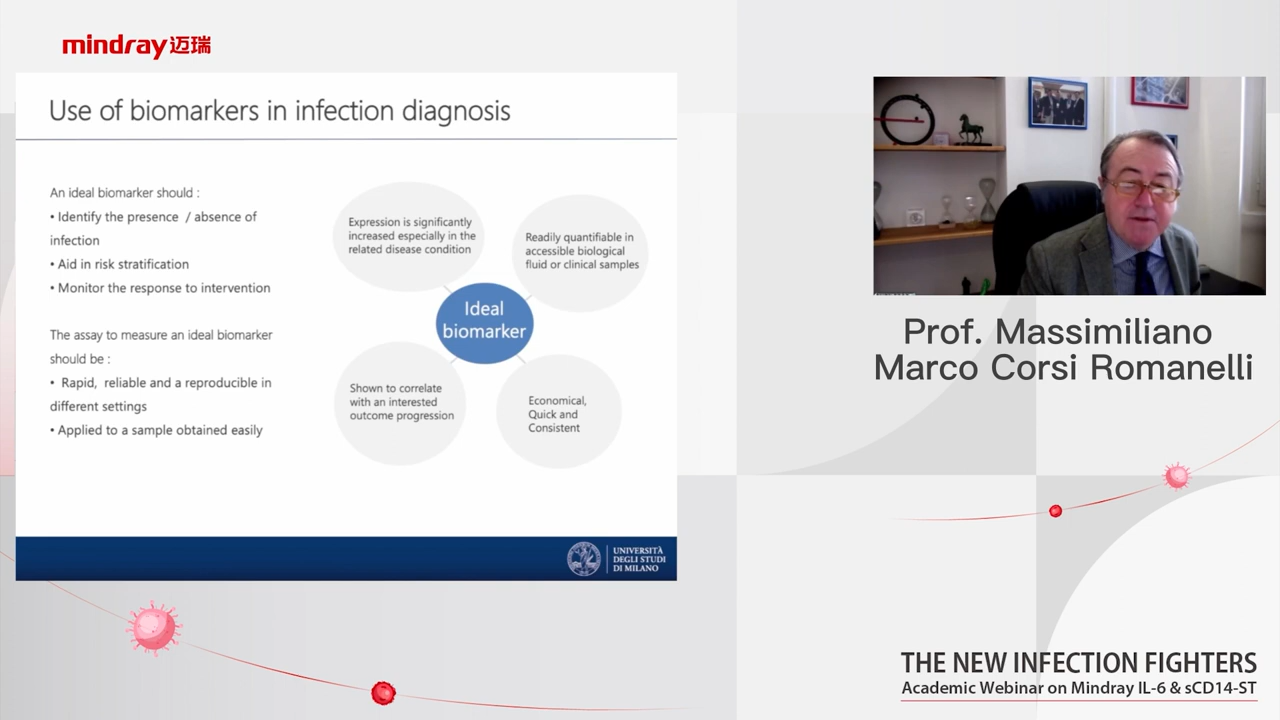 mindray迈瑞
Use of biomarkers in infection diagnosis
An ideal biomarker should :
• Identify the presence / absence of
infection
• Aid in risk stratification
• Monitor the response to intervention
The assay to measure an ideal biomarker
should be :
• Rapid, reliable and a reproducible in
different settings
• Applied to a sample obtained easily
Expression is significantly
increased especially in the
related disease condition
Readily quantifiable in
accessible biological
fluid or clinical samples
Ideal
biomarker
Shown to correlate
with an interested
outcome progression
Economical,
Quick and
Consistent
UNIVERSITÀ
DEGLI STUDI
DI MILANO
Prof. Massimiliano
Marco Corsi Romanelli
THE NEW INFECTION FIGHTERS
Academic Webinar on Mindray IL-6 & sCD14-ST